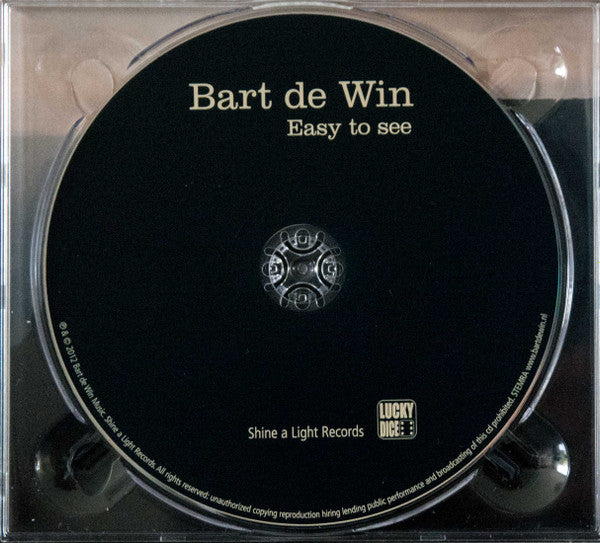 Bart de Win
Easy to see
Shine a Light Records
LUCKY
DICE
℗ & © 2012 Bart de Win Music. Shine a Light Records. All rights reserved: unauthorized copying reproduction hiring lending public performance and broadcasting of this cd prohibited. STEMRA www.bartdewin.nl